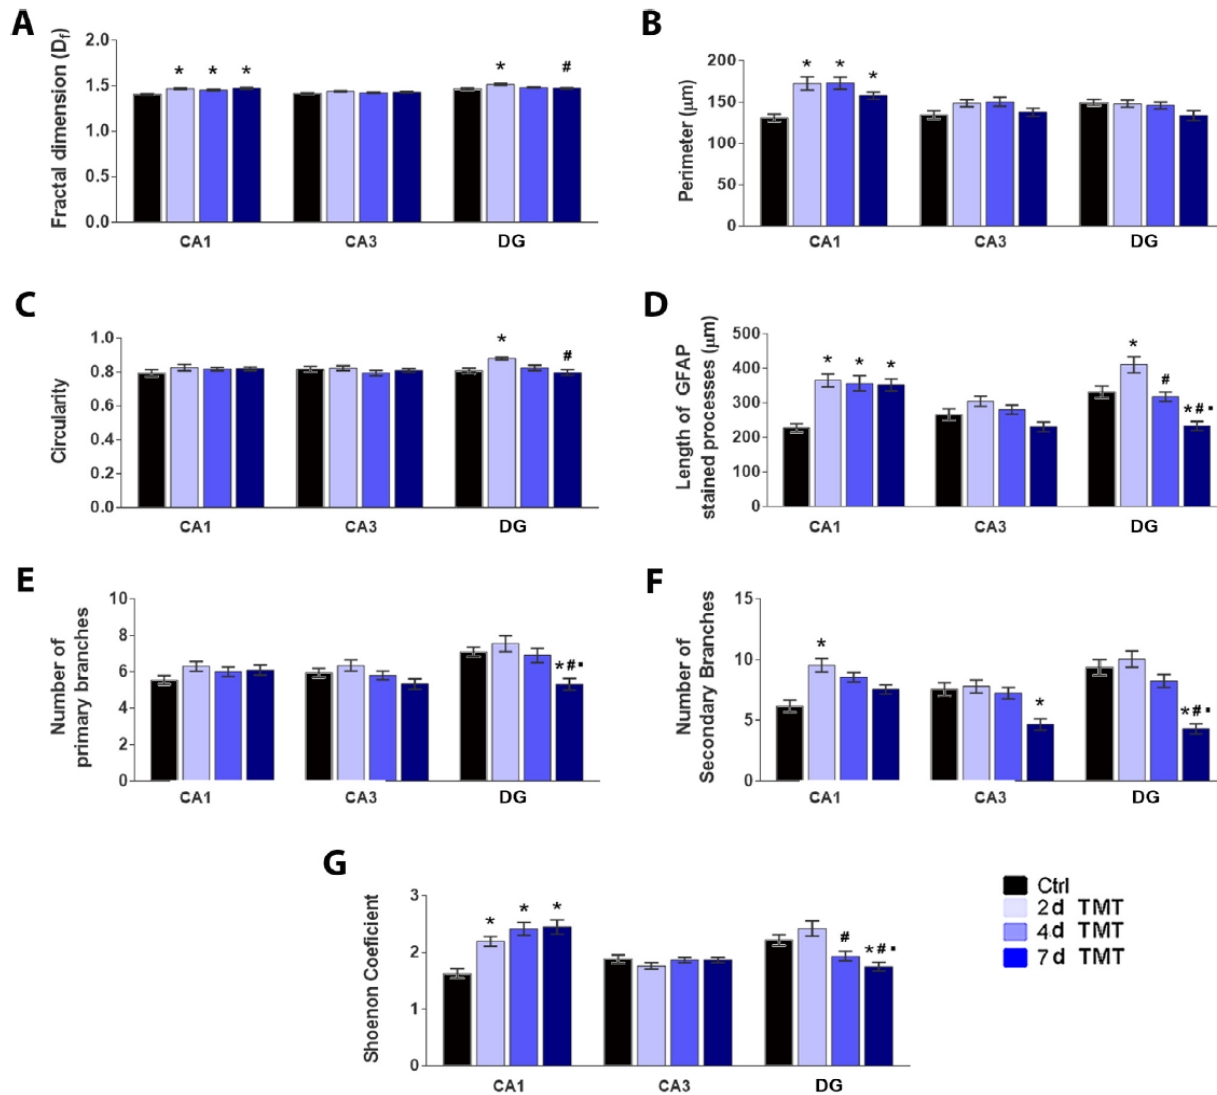 A
Fractal dimension (Df)
2.0
1.5
1.0
0.5
0.0
* * *
* #
CA1 CA3 DG
B
Perimeter (µm)
200
150
100
50
0
* * *
CA1 CA3 DG
C
Circularity
1.0
0.8
0.6
0.4
0.2
0.0
* #
CA1 CA3 DG
D
Length of GFAP
stained processes (µm)
500
400
300
200
100
0
* * *
* # *#▪
CA1 CA3 DG
E
Number of
primary branches
10
8
6
4
2
0
*#▪
CA1 CA3 DG
F
Number of
Secondary Branches
15
10
5
0
*
*
*#▪
CA1 CA3 DG
G
Shoenon Coeficient
3
2
1
0
* * *
# *#▪
CA1 CA3 DG
Ctrl
2d TMT
4d TMT
7d TMT